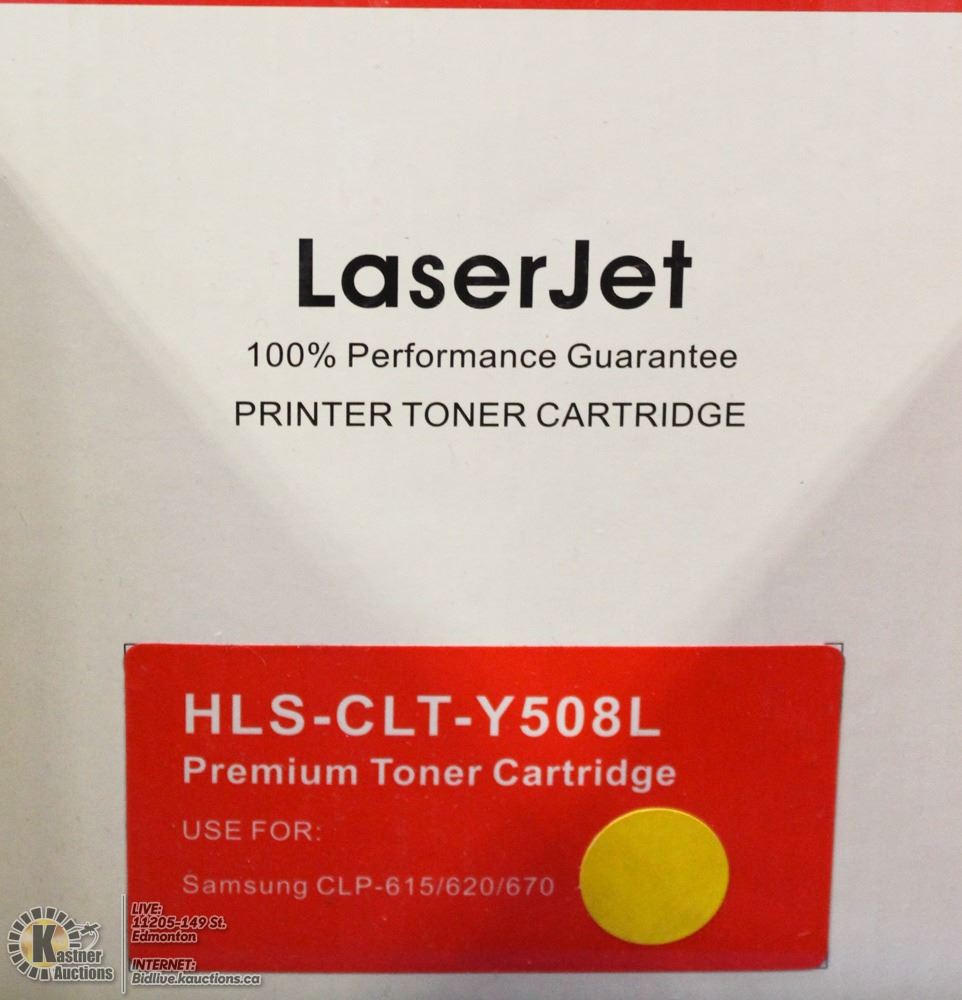 LaserJet
100% Performance Guarantee
PRINTER TONER CARTRIDGE
HLS-CLT-Y508L
Premium Toner Cartridge
USE FOR:
Samsung CLP-615/620/670
Kastner
Auctions
LIVE:
11205-149 St.
Edmonton
INTERNET:
Bidlive.kauctions.ca